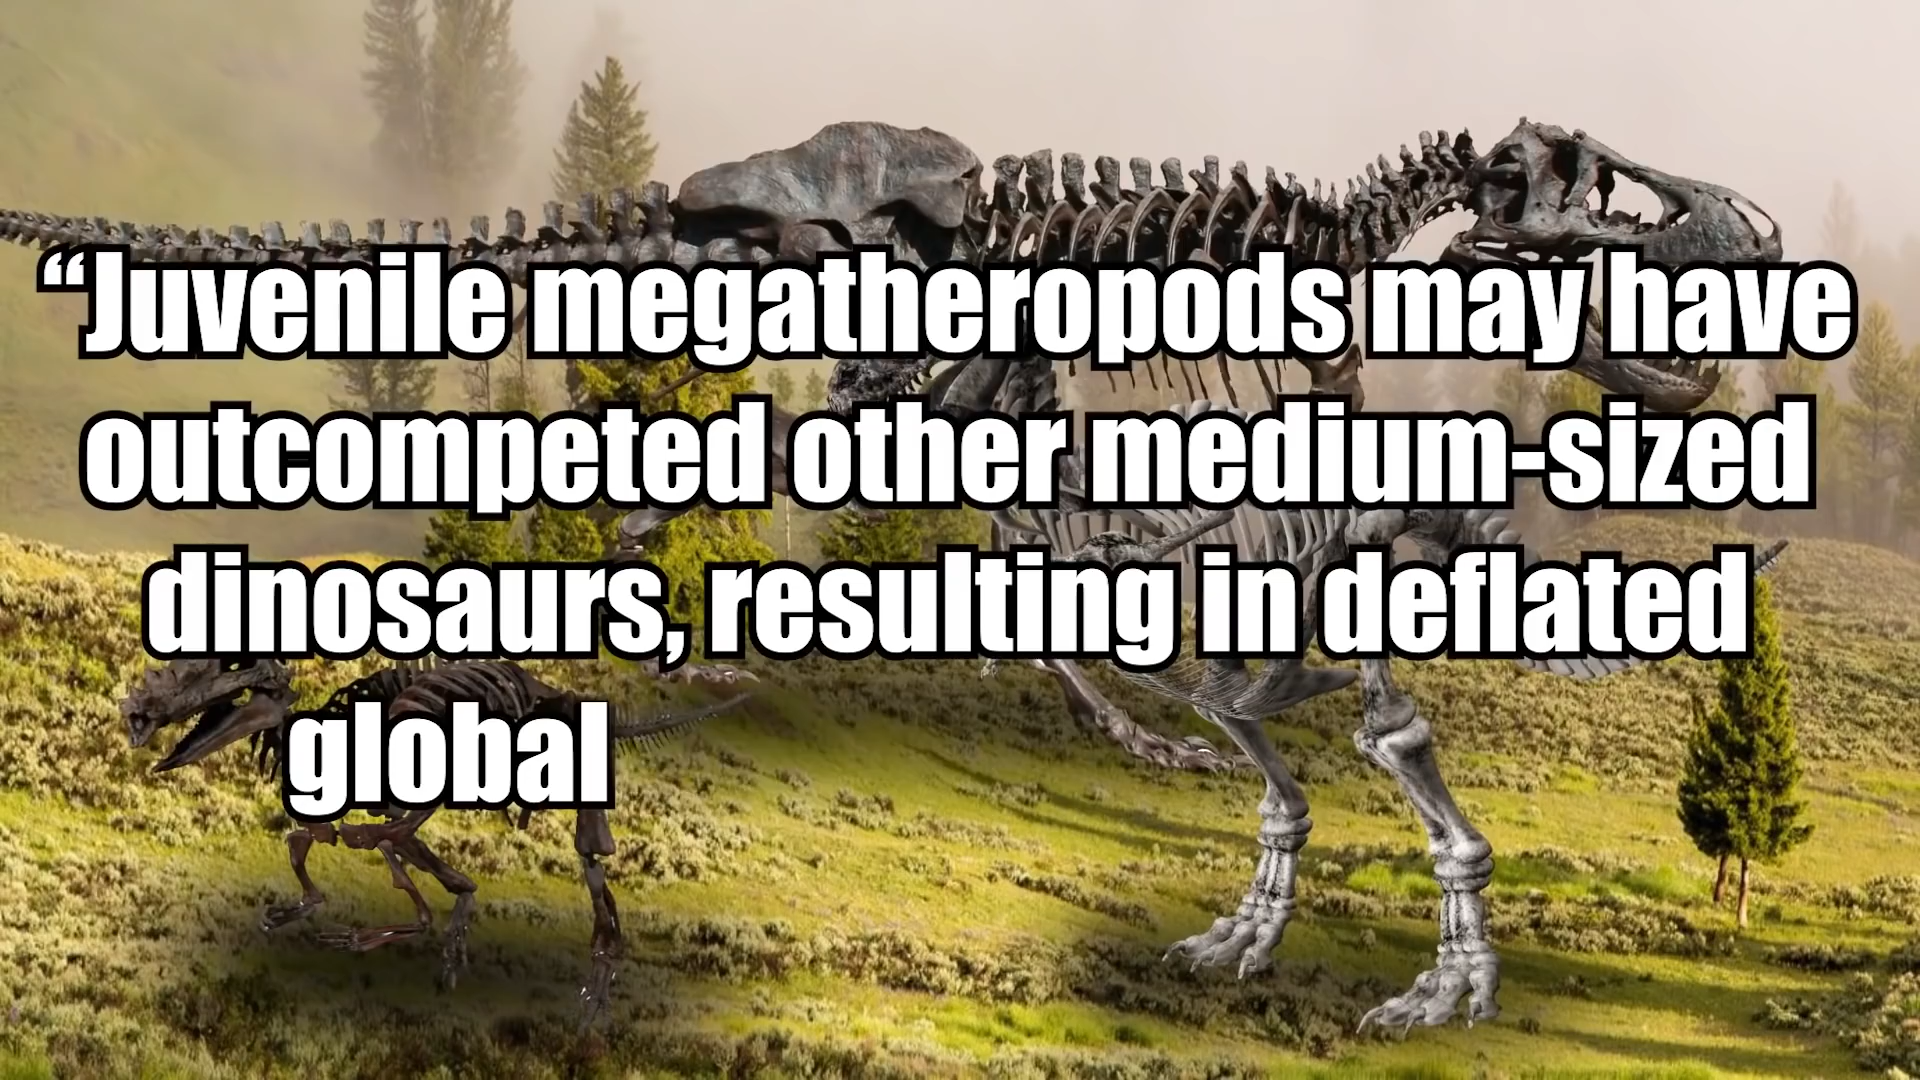 “Juvenile megatheropods may have
outcompeted other medium-sized
dinosaurs, resulting in deflated
global